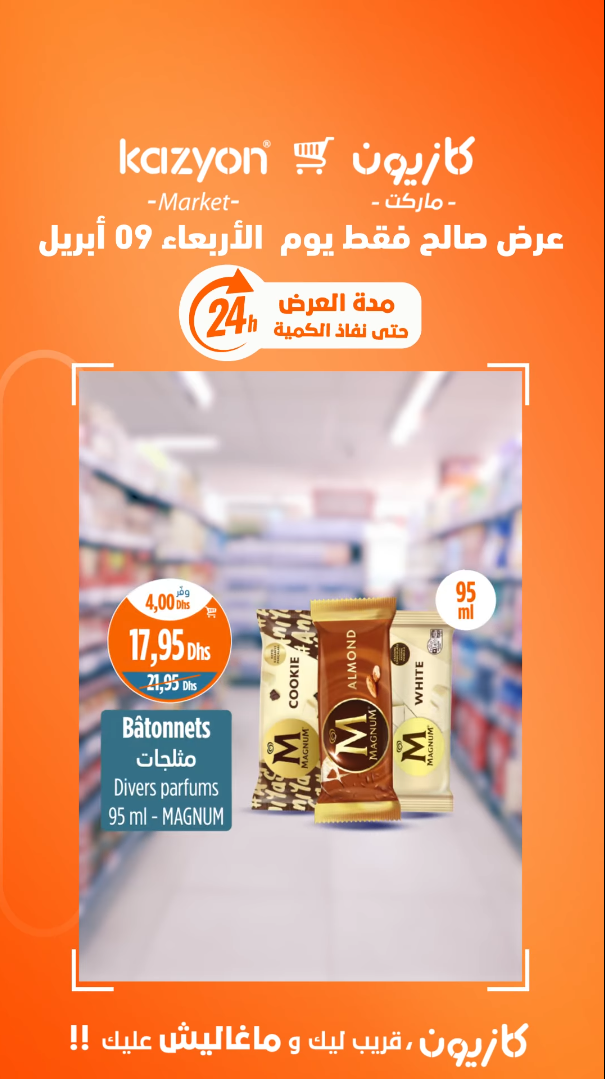 kazyon® كازيون
-Market- - ماركت -
عرض صالح فقط يوم الأربعاء 09 أبريل
24h
مدة العرض
حتى نفاذ الكمية
وفر
4,00 Dhs
17,95 Dhs
21,95 Dhs
95
ml
COOKIE
M
MAGNUM
ALMOND
M
MAGNUM
WHITE
M
MAGNUM
Bâtonnets
مثلجات
Divers parfums
95 ml - MAGNUM
كازيون، قريب ليك و ماغاليش عليك !!